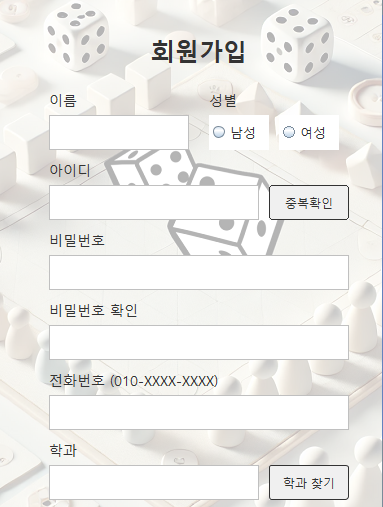 회원가입
이름 성별
남성 여성
아이디
중복확인
비밀번호
비밀번호 확인
전화번호 (010-XXXX-XXXX)
학과
학과 찾기